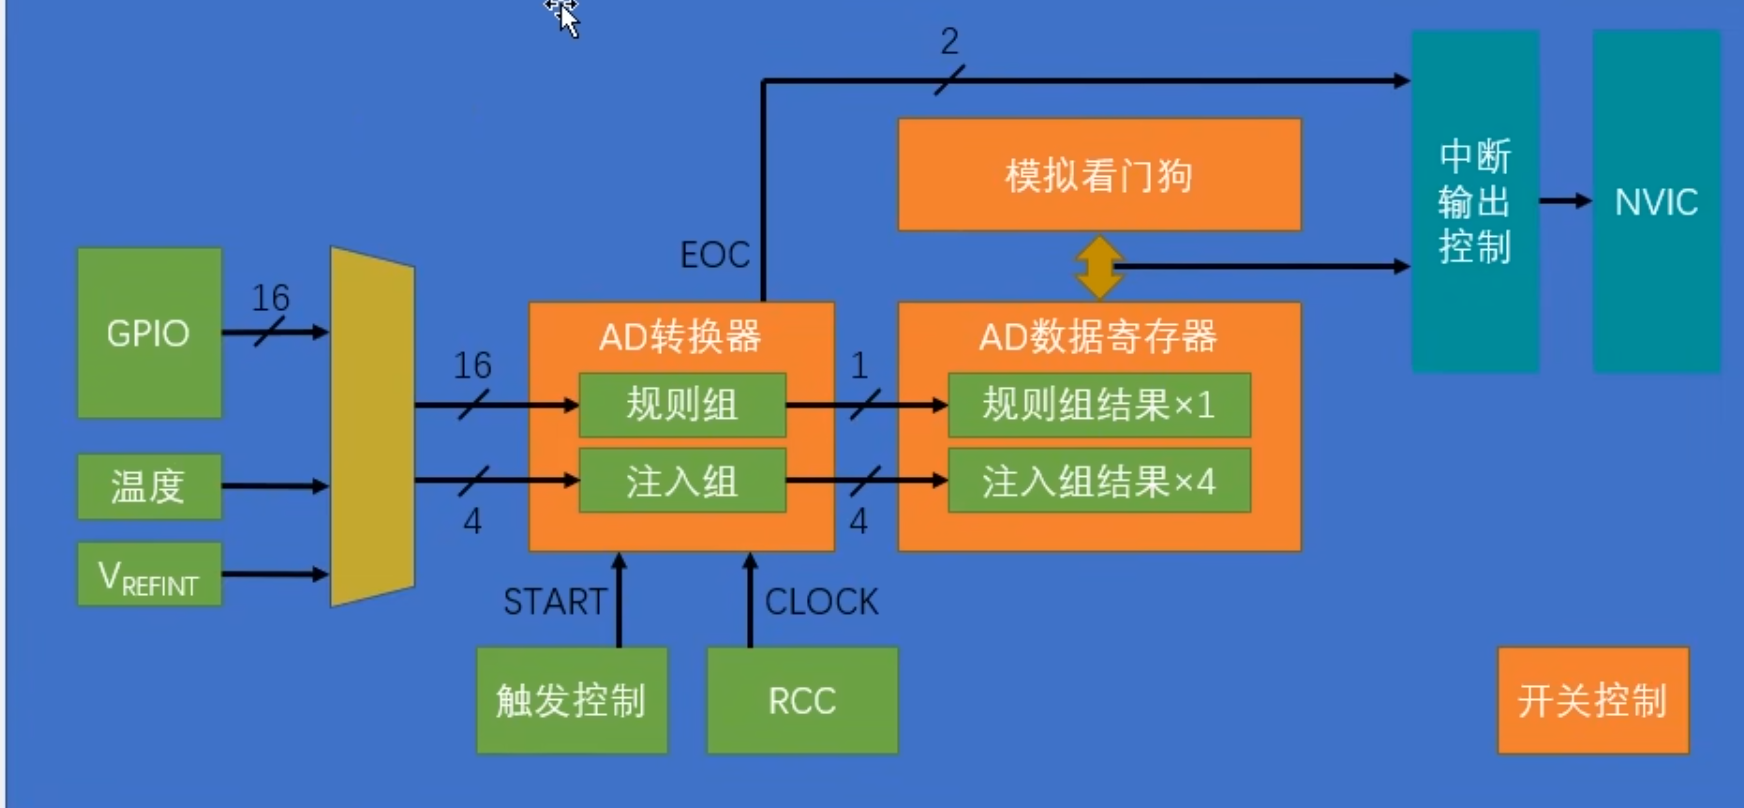 2
模拟看门狗
中断
输出
控制
NVIC
EOC
GPIO
16
温度
VREFINT
16
4
AD转换器
规则组
注入组
1
4
AD数据寄存器
规则组结果×1
注入组结果×4
START
CLOCK
触发控制
RCC
开关控制